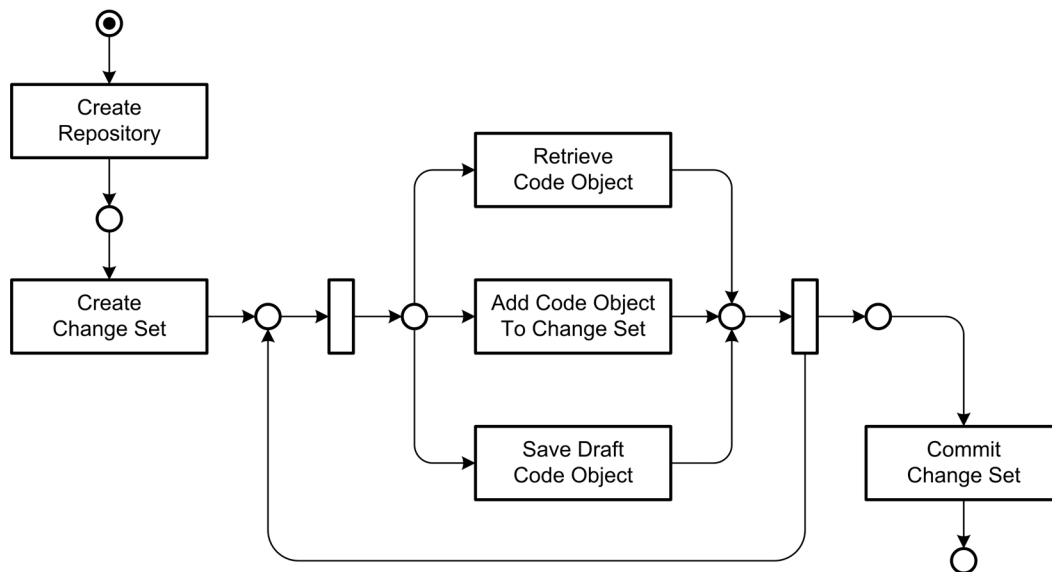 Create
Repository
Create
Change Set
Retrieve
Code Object
Add Code Object
To Change Set
Save Draft
Code Object
Commit
Change Set